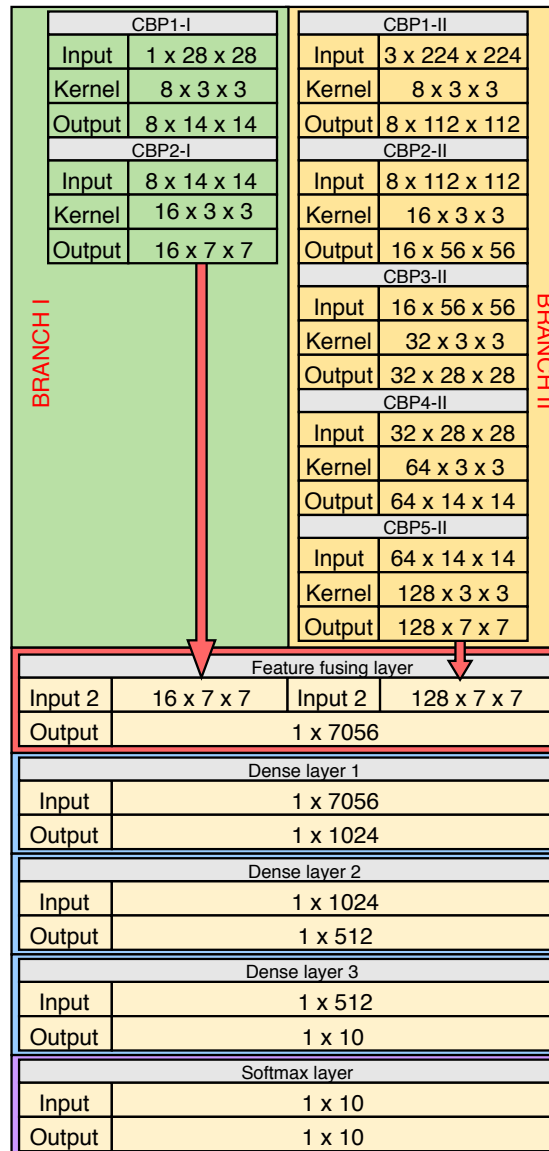 CBP1-I
Input 1 x 28 x 28
Kernel 8 x 3 x 3
Output 8 x 14 x 14
CBP2-I
Input 8 x 14 x 14
Kernel 16 x 3 x 3
Output 16 x 7 x 7
BRANCH I
CBP1-II
Input 3 x 224 x 224
Kernel 8 x 3 x 3
Output 8 x 112 x 112
CBP2-II
Input 8 x 112 x 112
Kernel 16 x 3 x 3
Output 16 x 56 x 56
CBP3-II
Input 16 x 56 x 56
Kernel 32 x 3 x 3
Output 32 x 28 x 28
CBP4-II
Input 32 x 28 x 28
Kernel 64 x 3 x 3
Output 64 x 14 x 14
CBP5-II
Input 64 x 14 x 14
Kernel 128 x 3 x 3
Output 128 x 7 x 7
BRANCH II
Feature fusing layer
Input 2 16 x 7 x 7 Input 2 128 x 7 x 7
Output 1 x 7056
Dense layer 1
Input 1 x 7056
Output 1 x 1024
Dense layer 2
Input 1 x 1024
Output 1 x 512
Dense layer 3
Input 1 x 512
Output 1 x 10
Softmax layer
Input 1 x 10
Output 1 x 10